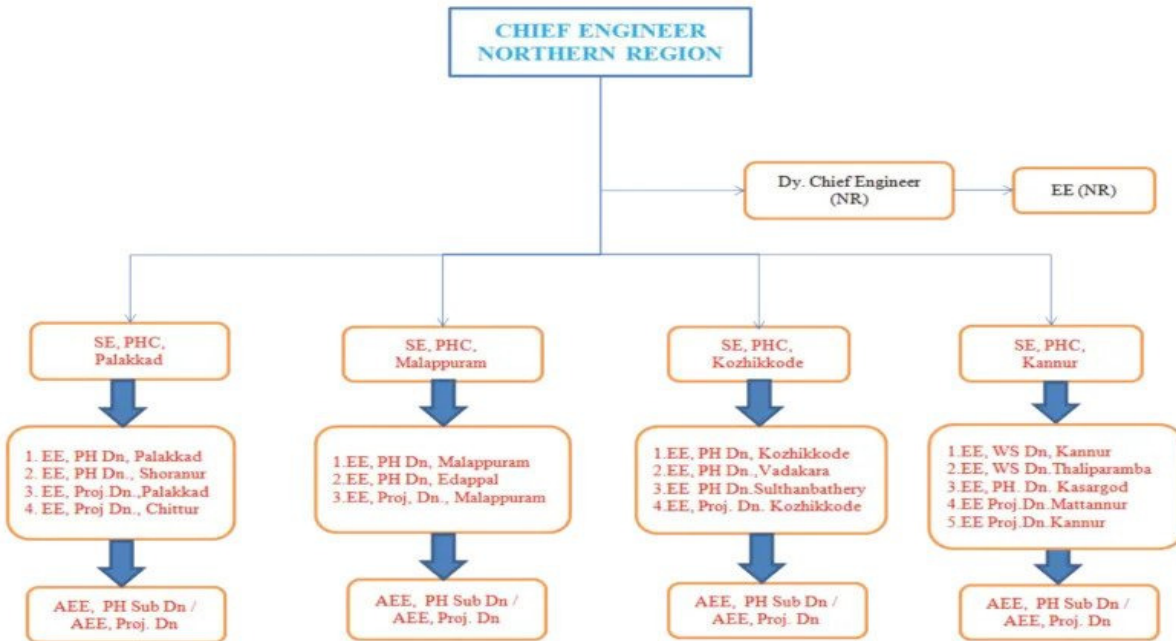 CHIEF ENGINEER
NORTHERN REGION
Dy. Chief Engineer
(NR)
EE (NR)
SE, PHC,
Palakkad
SE, PHC,
Malappuram
SE, PHC,
Kozhikkode
SE, PHC,
Kannur
1. EE, PH Dn, Palakkad
2. EE, PH Dn., Shoranur
3. EE, Proj.Dn.,Palakkad
4. EE, Proj Dn., Chittur
1.EE, PH Dn, Malappuram
2.EE, PH Dn, Edappal
3.EE, Proj, Dn., Malappuram
1.EE, PH Dn, Kozhikkode
2.EE, PH Dn.,Vadakara
3.EE PH Dn.Sulthanbathery
4.EE, Proj. Dn. Kozhikkode
1.EE, WS Dn, Kannur
2.EE, WS Dn.Thaliparamba
3.EE, PH. Dn. Kasargod
4.EE Proj.Dn.Mattannur
5.EE Proj.Dn.Kannur
AEE, PH Sub Dn /
AEE, Proj. Dn
AEE, PH Sub Dn /
AEE, Proj. Dn
AEE, PH Sub Dn /
AEE, Proj. Dn
AEE, PH Sub Dn /
AEE, Proj. Dn